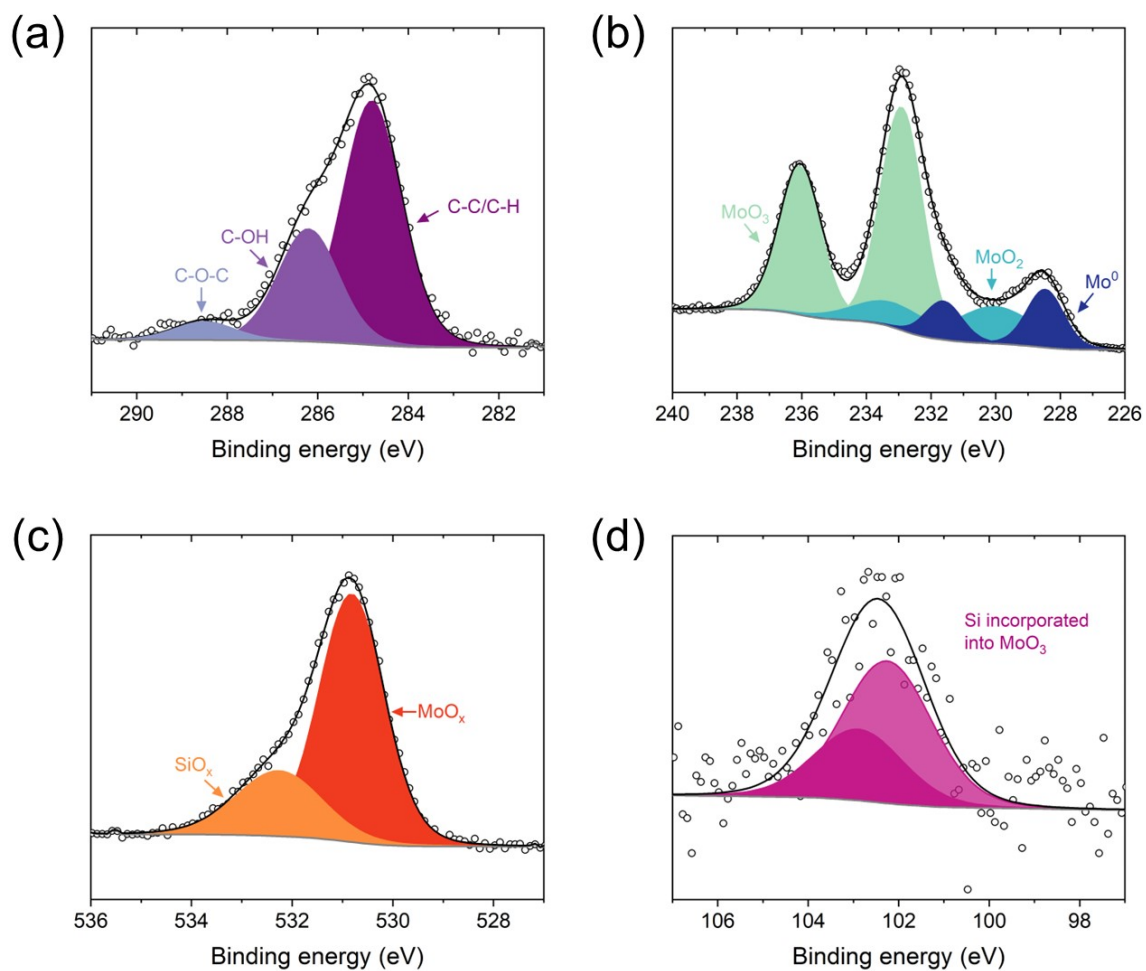 (a)
C-C/C-H
C-OH
C-O-C
290 288 286 284 282
Binding energy (eV)
(b)
MoO₃
MoO₂
Mo⁰
240 238 236 234 232 230 228 226
Binding energy (eV)
(c)
MoOₓ
SiOₓ
536 534 532 530 528
Binding energy (eV)
(d)
Si incorporated
into MoO₃
106 104 102 100 98
Binding energy (eV)